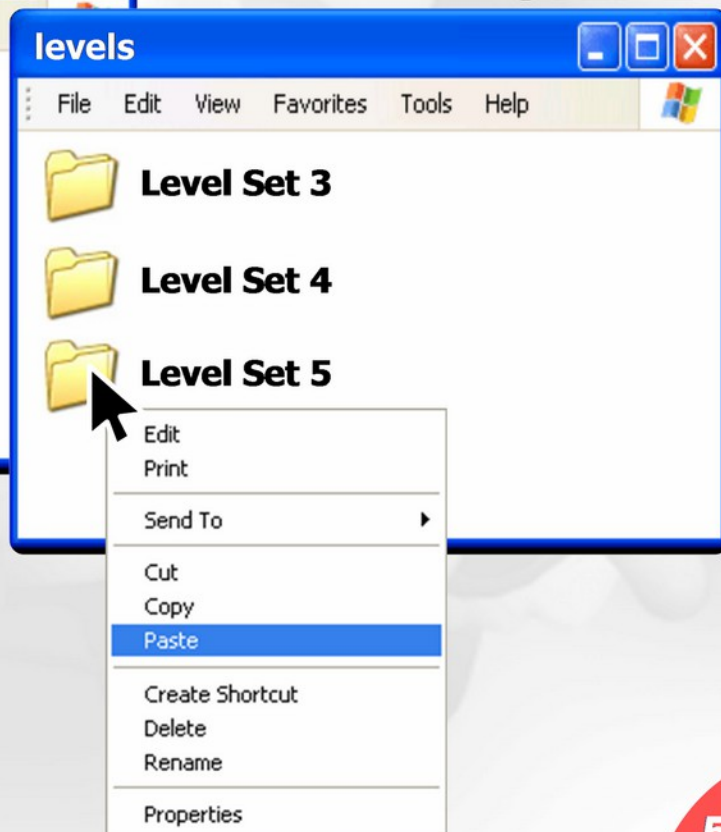 levels
File Edit View Favorites Tools Help
Level Set 3
Level Set 4
Level Set 5
Edit
Print
Send To
Cut
Copy
Paste
Create Shortcut
Delete
Rename
Properties